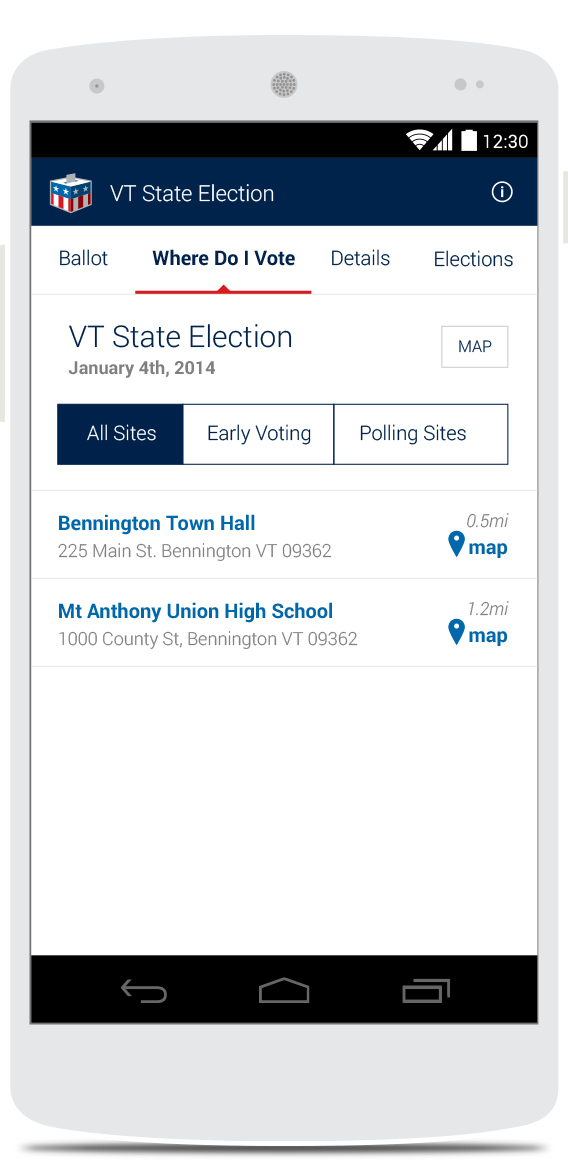 12:30
VT State Election
Ballot Where Do I Vote Details Elections
VT State Election
January 4th, 2014
MAP
All Sites Early Voting Polling Sites
Bennington Town Hall
0.5mi
225 Main St. Bennington VT 09362
map
Mt Anthony Union High School
1.2mi
1000 County St, Bennington VT 09362
map